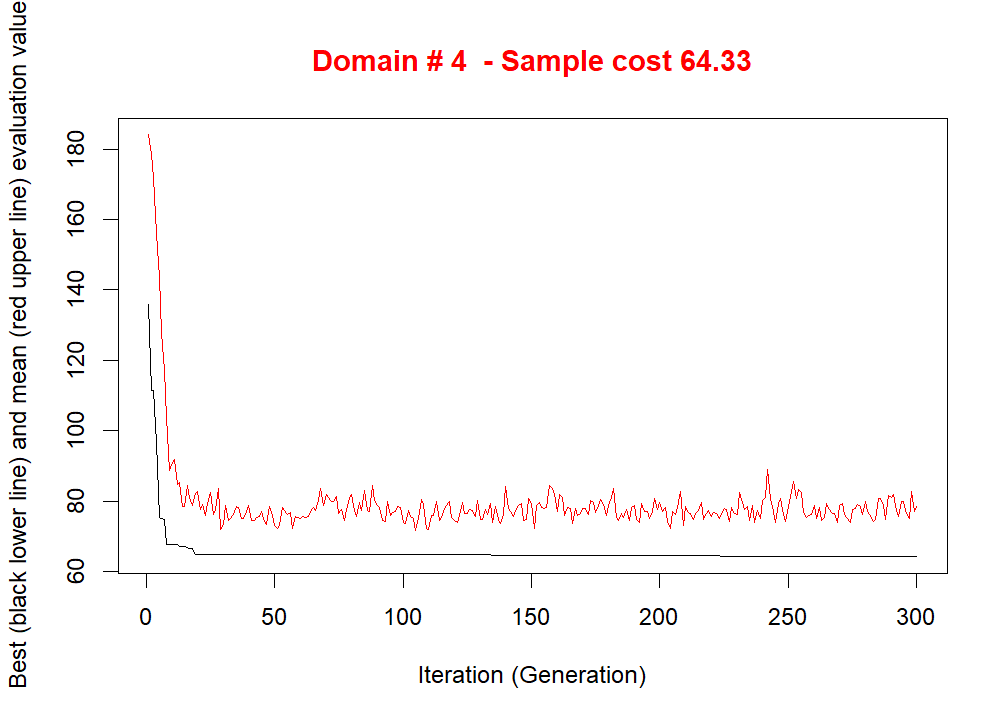 Domain # 4  - Sample cost 64.33
Best (black lower line) and mean (red upper line) evaluation value
180
160
140
120
100
80
60
0 50 100 150 200 250 300
Iteration (Generation)